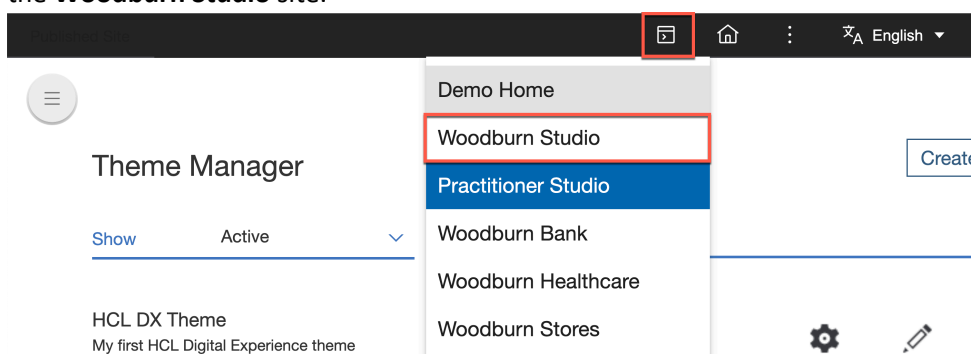 the Woodburn Studio site.
Published Site
English
Demo Home
Woodburn Studio
Theme Manager
Create
Practitioner Studio
Show Active
Woodburn Bank
Woodburn Healthcare
HCL DX Theme
Woodburn Stores
My first HCL Digital Experience theme